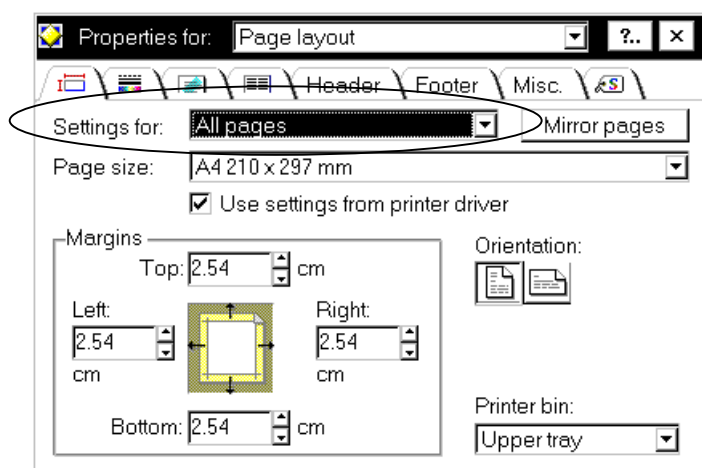 Properties for: Page layout ?..
Header Footer Misc. S
Settings for: All pages Mirror pages
Page size: A4 210 x 297 mm
Use settings from printer driver
Margins
Top: 2.54 cm
Orientation:
Left: Right:
2.54 2.54
cm cm
Printer bin:
Bottom: 2.54 cm
Upper tray